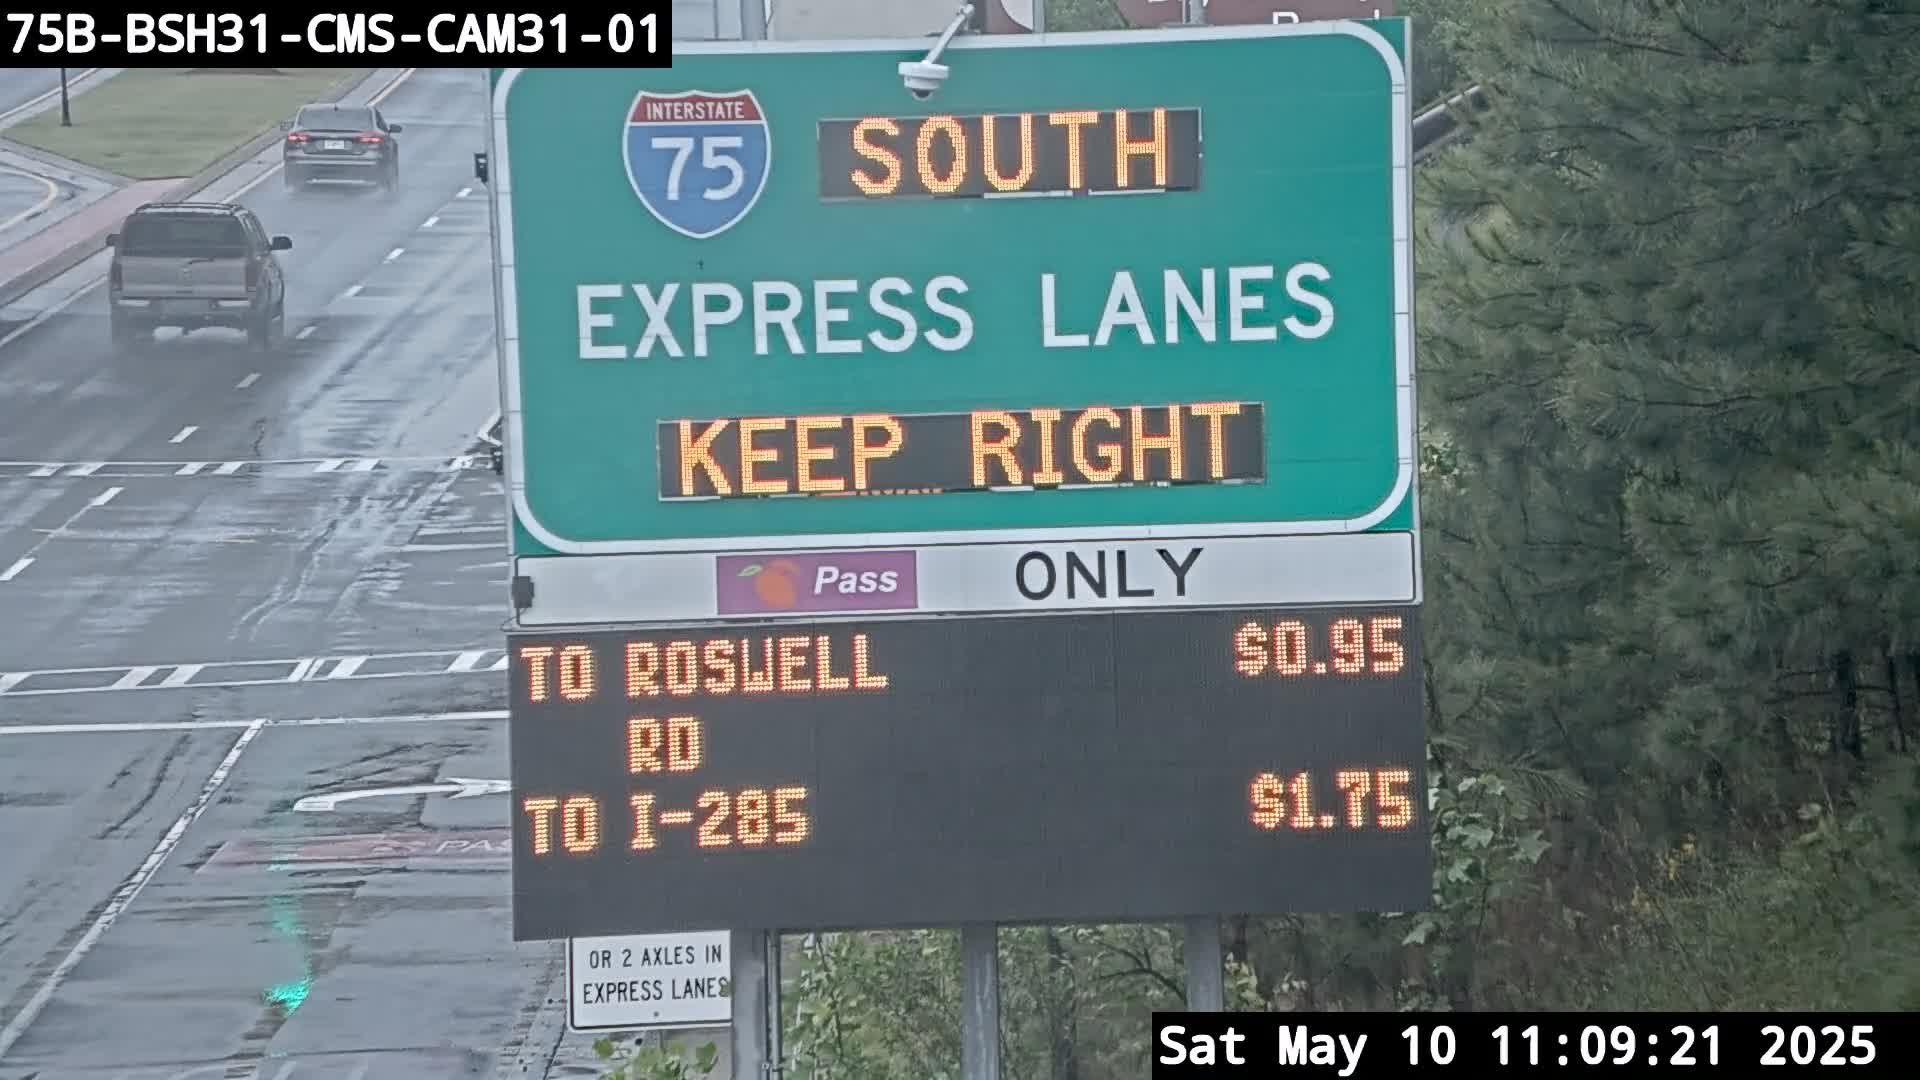 75B-BSH31-CMS-CAM31-01
INTERSTATE
75
SOUTH
EXPRESS LANES
KEEP RIGHT
Pass ONLY
TO ROSWELL $0.95
RD
TO I-285 $1.75
OR 2 AXLES IN
EXPRESS LANES
Sat May 10 11:09:21 2025